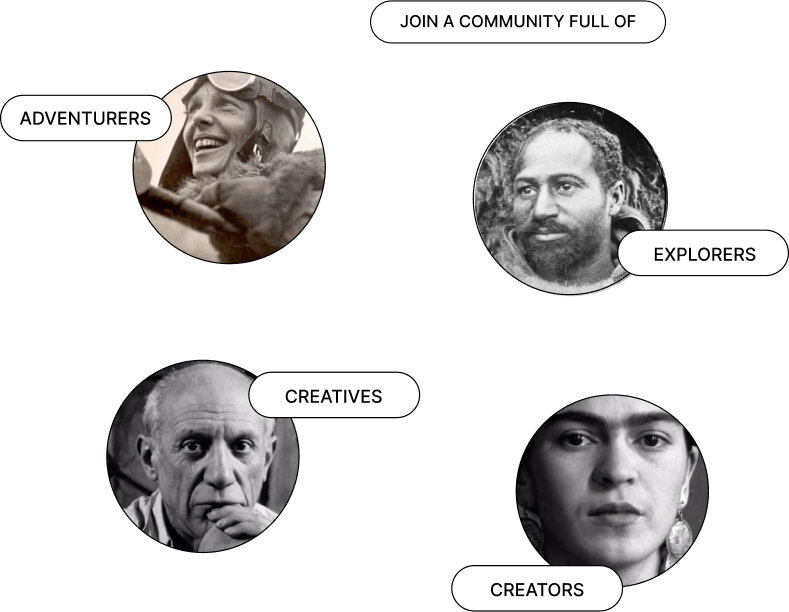 JOIN A COMMUNITY FULL OF
ADVENTURERS
EXPLORERS
CREATIVES
CREATORS